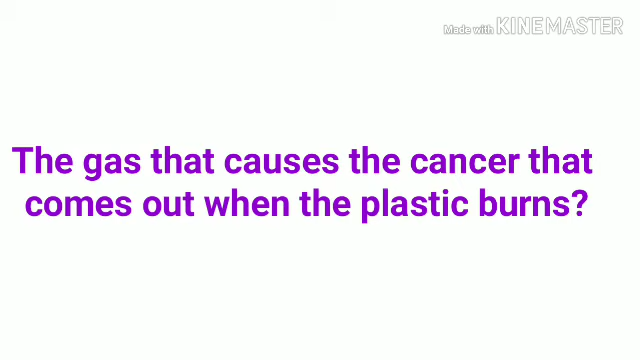 Made with KINEMASTER
The gas that causes the cancer that
comes out when the plastic burns?